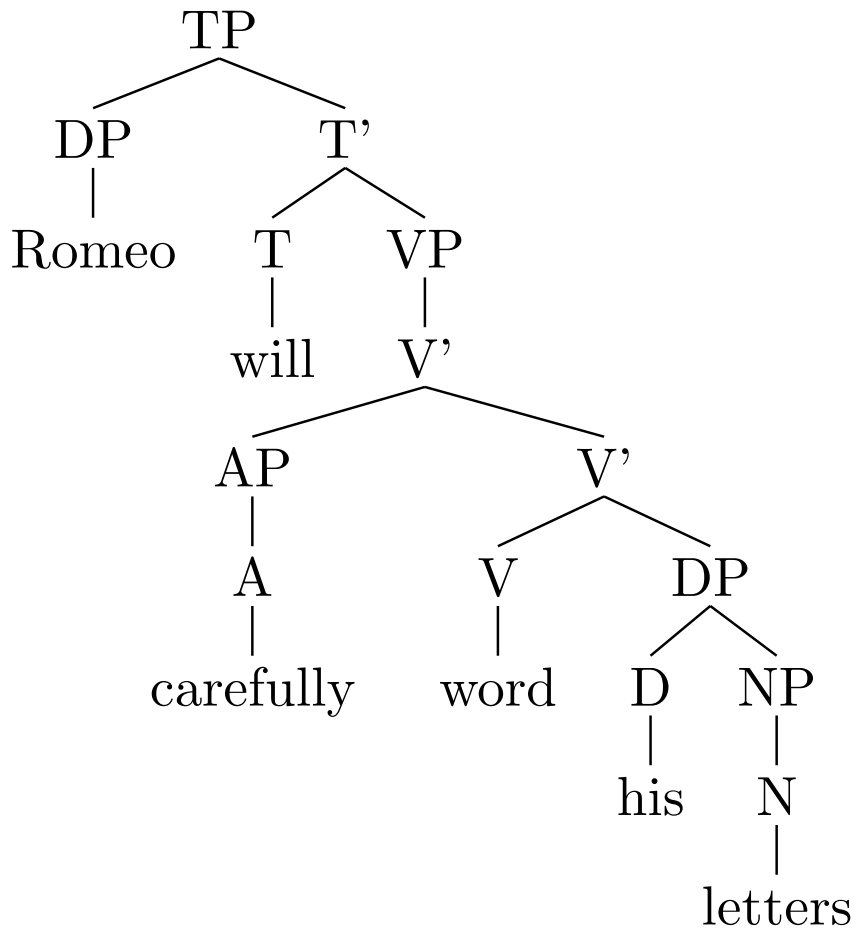 TP
DP T'
Romeo T VP
will V'
AP V'
A V DP
carefully word D NP
his N
letters